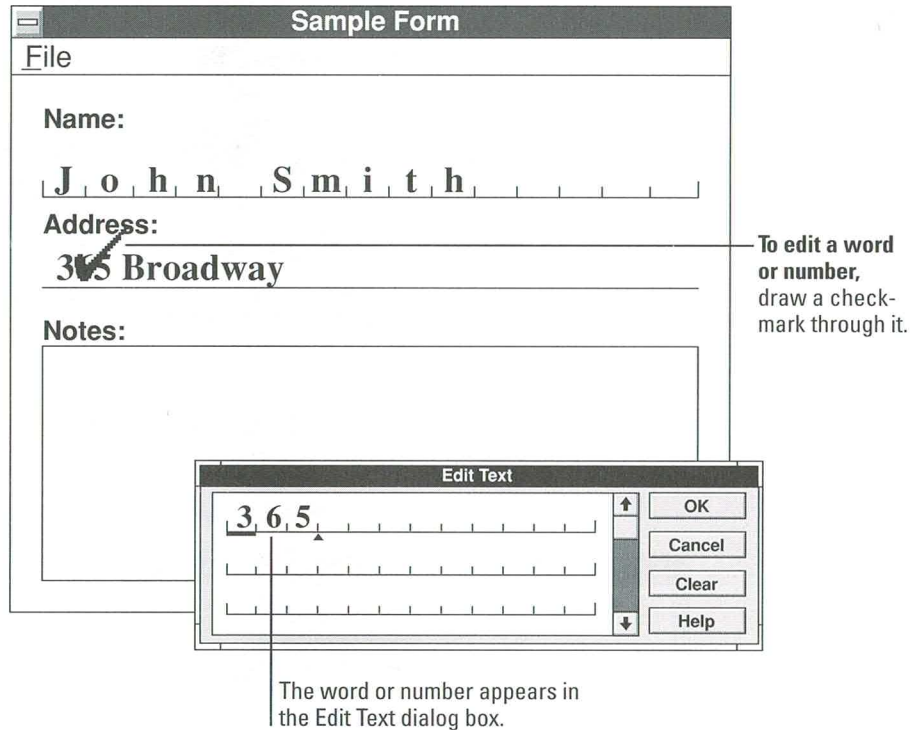 Sample Form
File
Name:
John Smith
Address:
365 Broadway
To edit a word
or number,
draw a check-
mark through it.
Notes:
Edit Text
365
OK
Cancel
Clear
Help
The word or number appears in
the Edit Text dialog box.